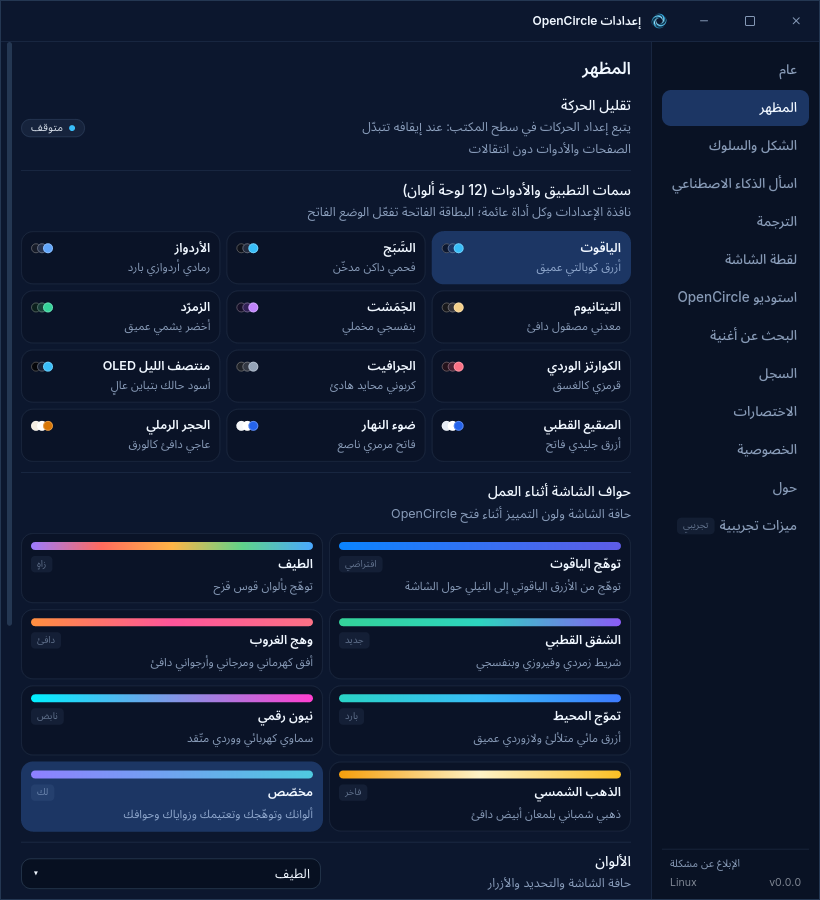 إعدادات OpenCircle
عام
المظهر
الشكل والسلوك
اسأل الذكاء الاصطناعي
الترجمة
لقطة الشاشة
استوديو OpenCircle
البحث عن أغنية
السجل
الاختصارات
الخصوصية
حول
ميزات تجريبية تجريبي
الإبلاغ عن مشكلة
v0.0.0 Linux
المظهر
تقليل الحركة
يتبع إعداد الحركات في سطح المكتب؛ عند إيقافه تتبدّل
الصفحات والأدوات دون انتقالات
متوقف
سمات التطبيق والأدوات (12 لوحة ألوان)
نافذة الإعدادات وكل أداة عائمة؛ البطاقة الفاتحة تفعّل الوضع الفاتح
الياقوت
أزرق كوبالتي عميق
السَّبَج
فحمي داكن مدخّن
الأردواز
رمادي أردوازي بارد
التيتانيوم
معدني مصقول دافئ
الجَمَشت
بنفسجي مخملي
الزمرّد
أخضر يشمي عميق
الكوارتز الوردي
قرمزي كالغسق
الجرافيت
كربوني محايد هادئ
منتصف الليل OLED
أسود حالك بتباين عالٍ
الصقيع القطبي
أزرق جليدي فاتح
ضوء النهار
فاتح مرمري ناصع
الحجر الرملي
عاجي دافئ كالورق
حواف الشاشة أثناء العمل
حافة الشاشة ولون التمييز أثناء فتح OpenCircle
توهّج الياقوت افتراضي
توهّج من الأزرق الياقوتي إلى النيلي حول الشاشة
الطيف زاهٍ
توهّج بألوان قوس قزح
الشفق القطبي جديد
شريط زمردي وفيروزي وبنفسجي
وهج الغروب دافئ
أفق كهرماني ومرجاني وأرجواني دافئ
تموّج المحيط بارد
أزرق مائي متلألئ ولازوردي عميق
نيون رقمي نابض
سماوي كهربائي ووردي متّقد
الذهب الشمسي فاخر
ذهبي شمباني بلمعان أبيض دافئ
مخصّص لك
ألوانك وتوهّجك وتعتيمك وزواياك وحوافك
الألوان
حافة الشاشة والتحديد والأزرار
الطيف